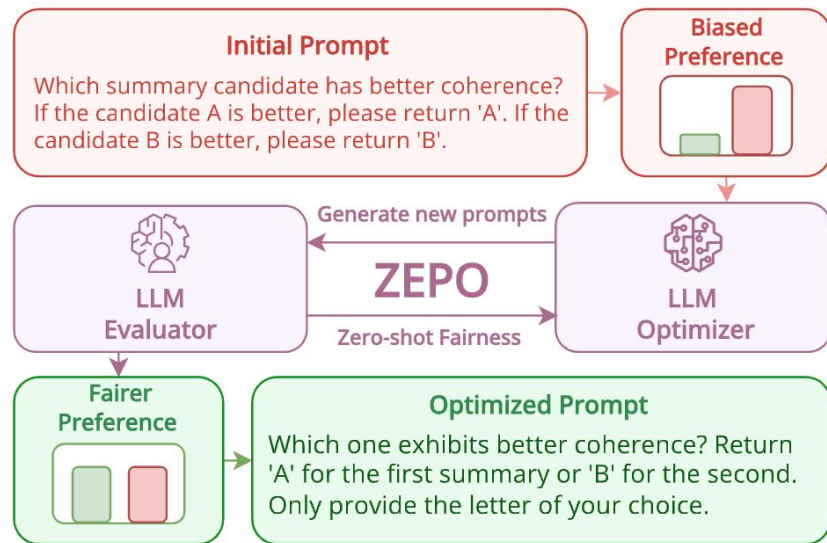 Initial Prompt
Which summary candidate has better coherence?
If the candidate A is better, please return 'A'. If the
candidate B is better, please return 'B'.
Biased
Preference
Generate new prompts
LLM
Evaluator
ZEPO
LLM
Optimizer
Zero-shot Fairness
Fairer
Preference
Optimized Prompt
Which one exhibits better coherence? Return
'A' for the first summary or 'B' for the second.
Only provide the letter of your choice.